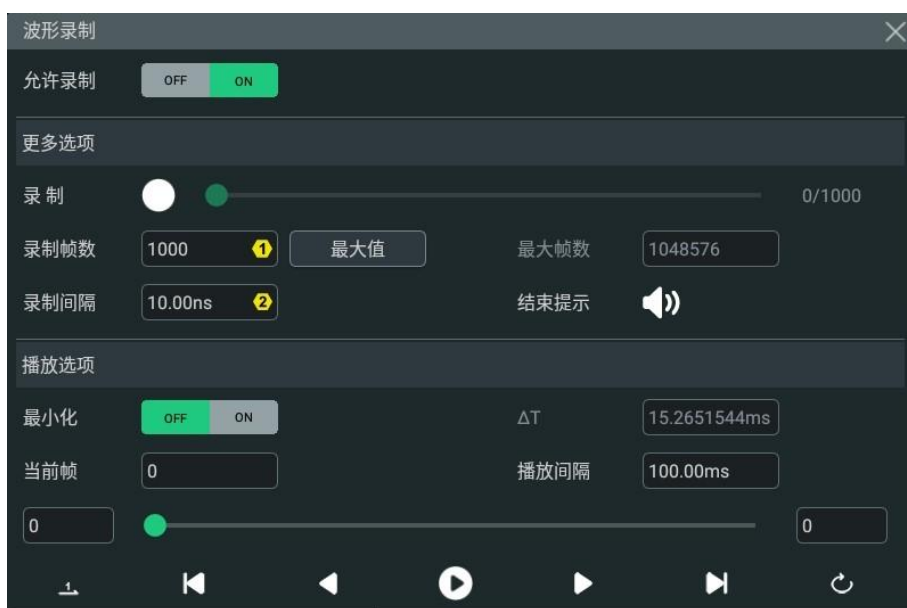 波形录制
允许录制 OFF ON
更多选项
录制 0/1000
录制帧数 1000 1 最大值 最大帧数 1048576
录制间隔 10.00ns 2 结束提示
播放选项
最小化 OFF ON ΔT 15.2651544ms
当前帧 0 播放间隔 100.00ms
0 0
1